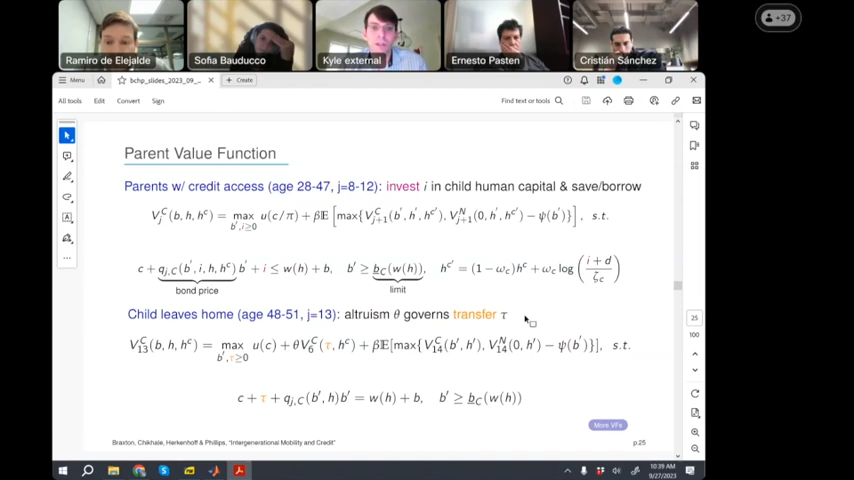 +37
Ramiro de Elejalde
Sofia Bauducco
Kyle external
Ernesto Pasten
Cristián Sánchez
Menu
bchp_slides_2023_09_...
Create
All tools
Edit
Convert
Sign
Find text or tools
Parent Value Function
Parents w/ credit access (age 28-47, j=8-12): invest i in child human capital & save/borrow
V_j^C(b, h, h^c) = max_{b',i≥0} u(c/π) + β𝔼[max{V_{j+1}^C(b', h', h^{c'}), V_{j+1}^N(0, h', h^{c'}) − ψ(b')}], s.t.
c + q_{j,C}(b', i, h, h^c) b' + i ≤ w(h) + b, b' ≥ b_C(w(h)), h^{c'} = (1 − ω_c)h^c + ω_c log((i + d)/ζ_c)
bond price
limit
Child leaves home (age 48-51, j=13): altruism θ governs transfer τ
V_13^C(b, h, h^c) = max_{b',τ≥0} u(c) + θV_6^C(τ, h^c) + β𝔼[max{V_14^C(b', h'), V_14^N(0, h') − ψ(b')}], s.t.
c + τ + q_{j,C}(b', h)b' = w(h) + b, b' ≥ b_C(w(h))
More VFs
Braxton, Chikhale, Herkenhoff & Phillips, "Intergenerational Mobility and Credit"
p.25
25
100
10:39 AM
9/27/2023